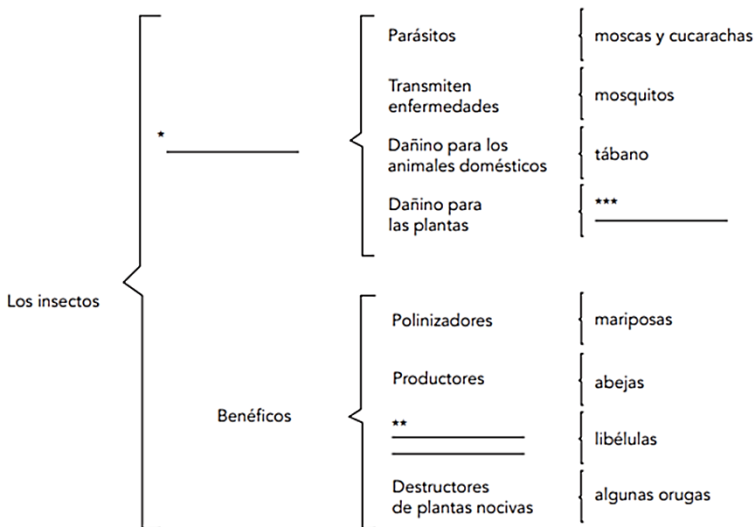 Parásitos
moscas y cucarachas
Transmiten
enfermedades
mosquitos
*
Dañino para los
animales domésticos
tábano
Dañino para
las plantas
***
Los insectos
Polinizadores
mariposas
Productores
abejas
Benéficos
**
libélulas
Destructores
de plantas nocivas
algunas orugas